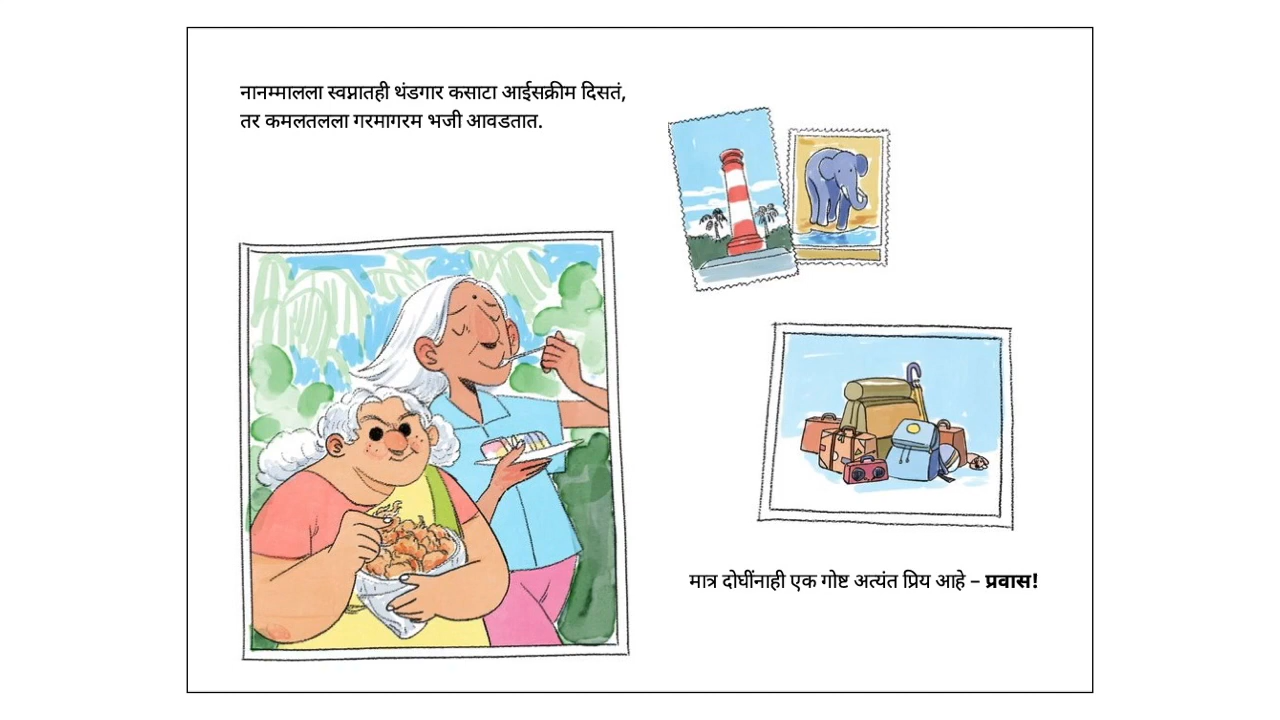 नानम्मालला स्वप्नातही थंडगार कसाटा आईसक्रीम दिसतं,
तर कमलतलला गरमागरम भजी आवडतात.
मात्र दोघींनाही एक गोष्ट अत्यंत प्रिय आहे – प्रवास!